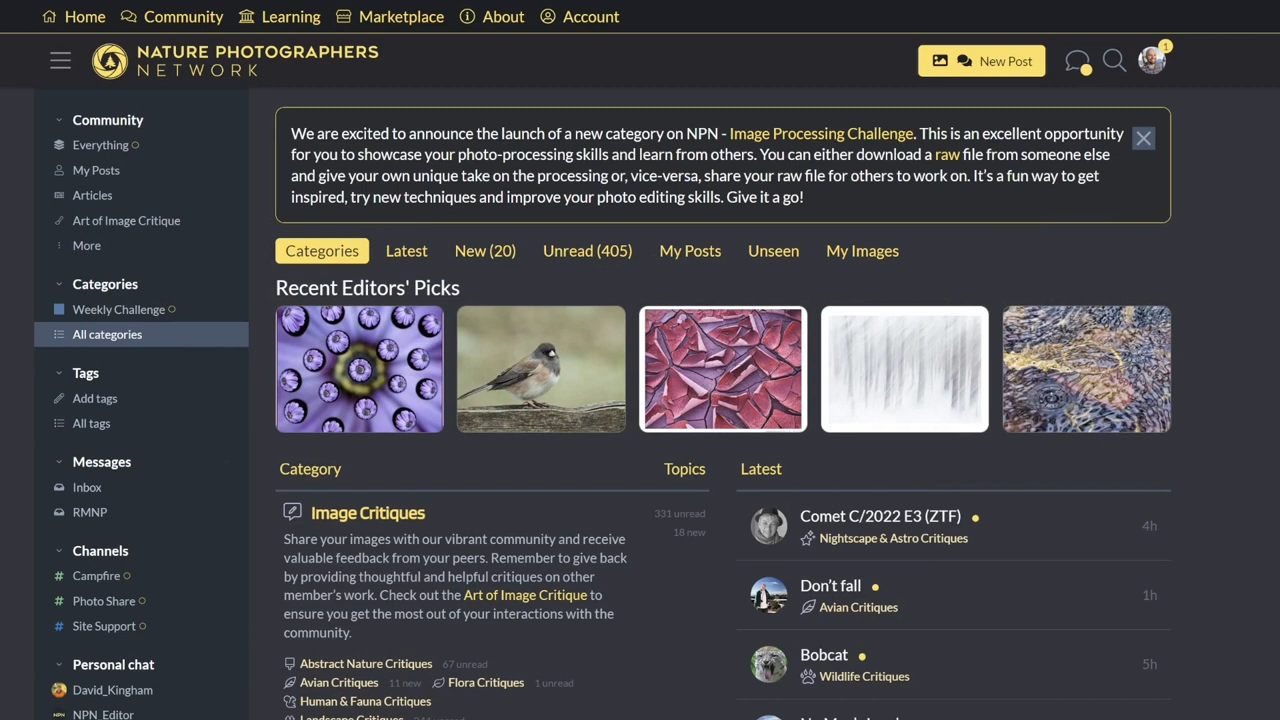 Home Community Learning Marketplace About Account
NATURE PHOTOGRAPHERS
NETWORK
New Post
1
Community
Everything
My Posts
Articles
Art of Image Critique
More
Categories
Weekly Challenge
All categories
Tags
Add tags
All tags
Messages
Inbox
RMNP
Channels
Campfire
Photo Share
Site Support
Personal chat
David_Kingham
NPN NPN_Editor
We are excited to announce the launch of a new category on NPN - Image Processing Challenge. This is an excellent opportunity
for you to showcase your photo-processing skills and learn from others. You can either download a raw file from someone else
and give your own unique take on the processing or, vice-versa, share your raw file for others to work on. It's a fun way to get
inspired, try new techniques and improve your photo editing skills. Give it a go!
Categories Latest New (20) Unread (405) My Posts Unseen My Images
Recent Editors' Picks
Category Topics
Image Critiques
331 unread
18 new
Share your images with our vibrant community and receive
valuable feedback from your peers. Remember to give back
by providing thoughtful and helpful critiques on other
member's work. Check out the Art of Image Critique to
ensure you get the most out of your interactions with the
community.
Abstract Nature Critiques 67 unread
Avian Critiques 11 new Flora Critiques 1 unread
Human & Fauna Critiques
Landscape Critiques
Latest
Comet C/2022 E3 (ZTF)
Nightscape & Astro Critiques
4h
Don't fall
Avian Critiques
1h
Bobcat
Wildlife Critiques
5h